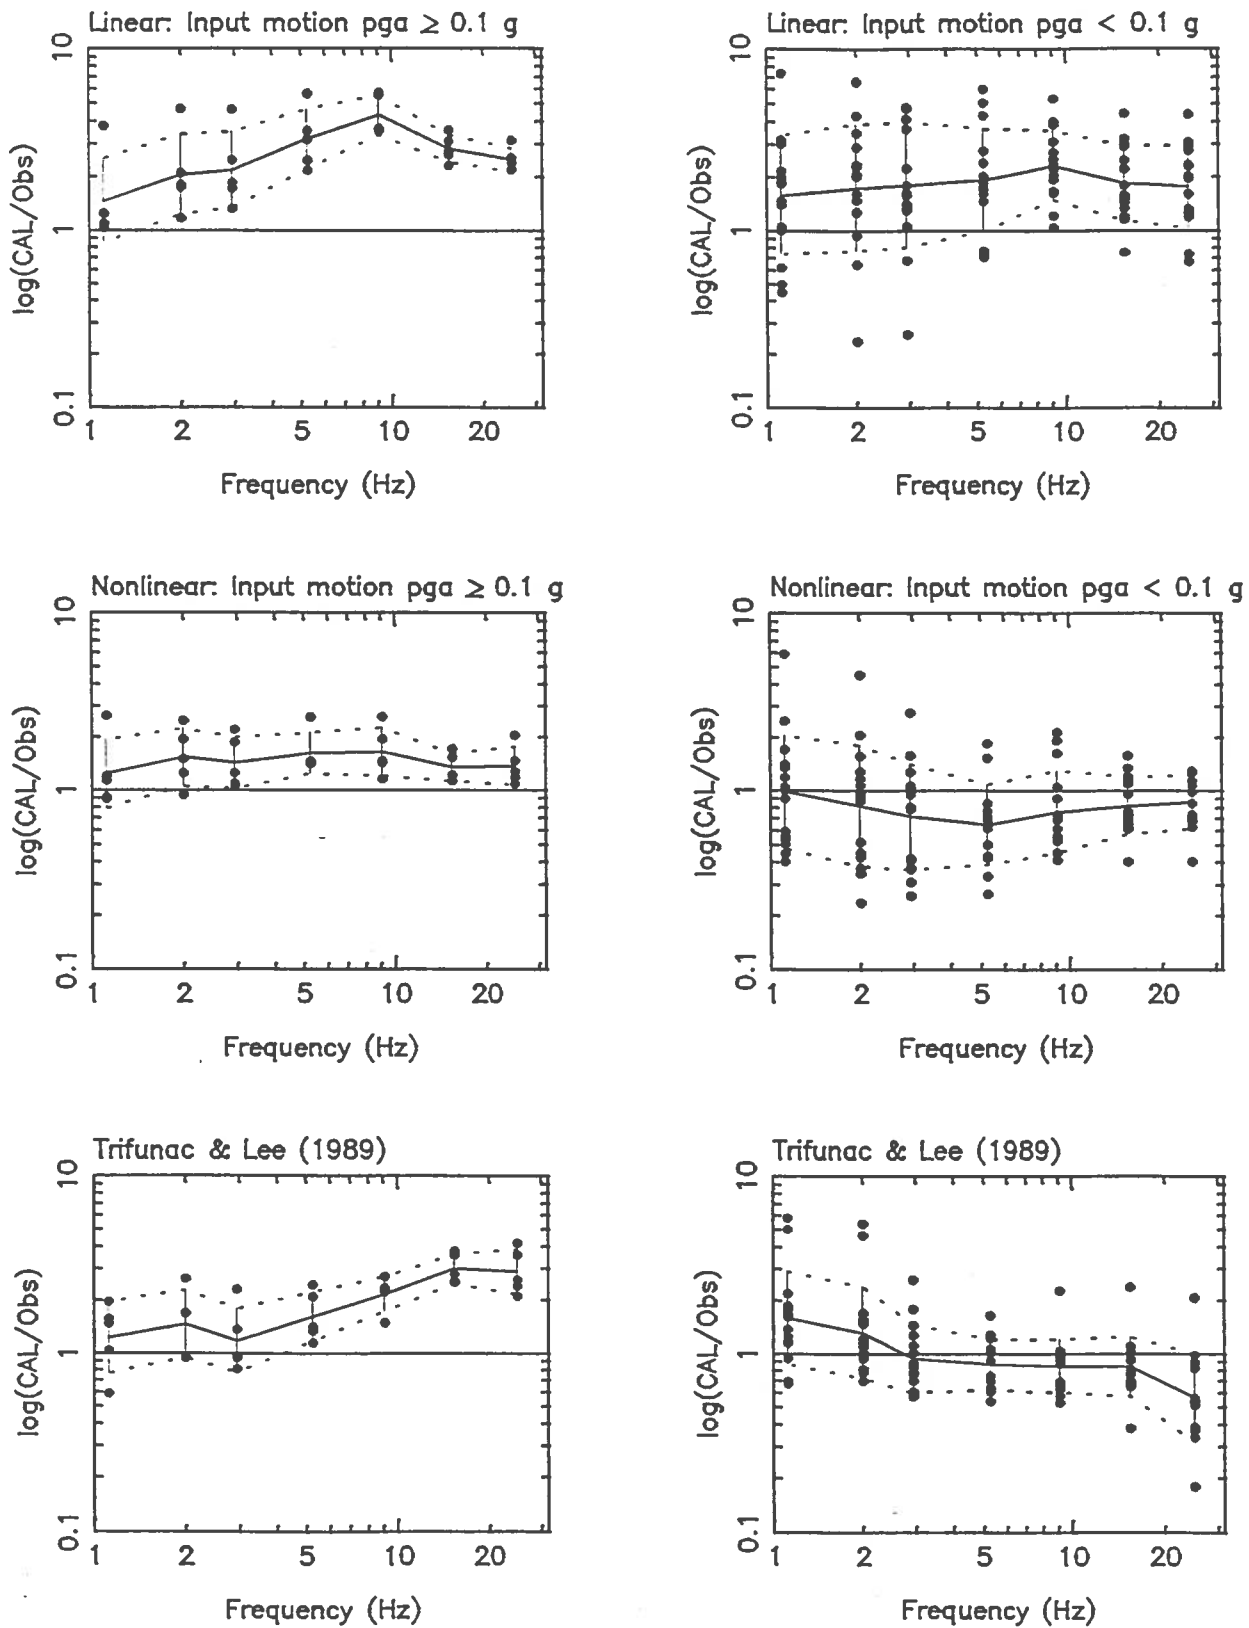 Linear: Input motion pga ≥ 0.1 g
10
1
0.1
log(CAL/Obs)
1 2 5 10 20
Frequency (Hz)
Linear: Input motion pga < 0.1 g
10
1
0.1
log(CAL/Obs)
1 2 5 10 20
Frequency (Hz)
Nonlinear: Input motion pga ≥ 0.1 g
10
1
0.1
log(CAL/Obs)
1 2 5 10 20
Frequency (Hz)
Nonlinear: Input motion pga < 0.1 g
10
1
0.1
log(CAL/Obs)
1 2 5 10 20
Frequency (Hz)
Trifunac & Lee (1989)
10
1
0.1
log(CAL/Obs)
1 2 5 10 20
Frequency (Hz)
Trifunac & Lee (1989)
10
1
0.1
log(CAL/Obs)
1 2 5 10 20
Frequency (Hz)